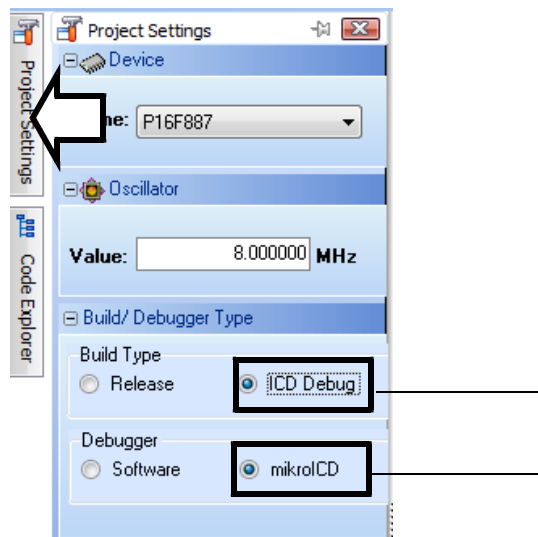 Project Settings
Device
P16F887
Oscillator
Value: 8.000000 MHz
Build/ Debugger Type
Build Type
Release ICD Debug
Debugger
Software mikroICD
Project Settings
Code Explorer